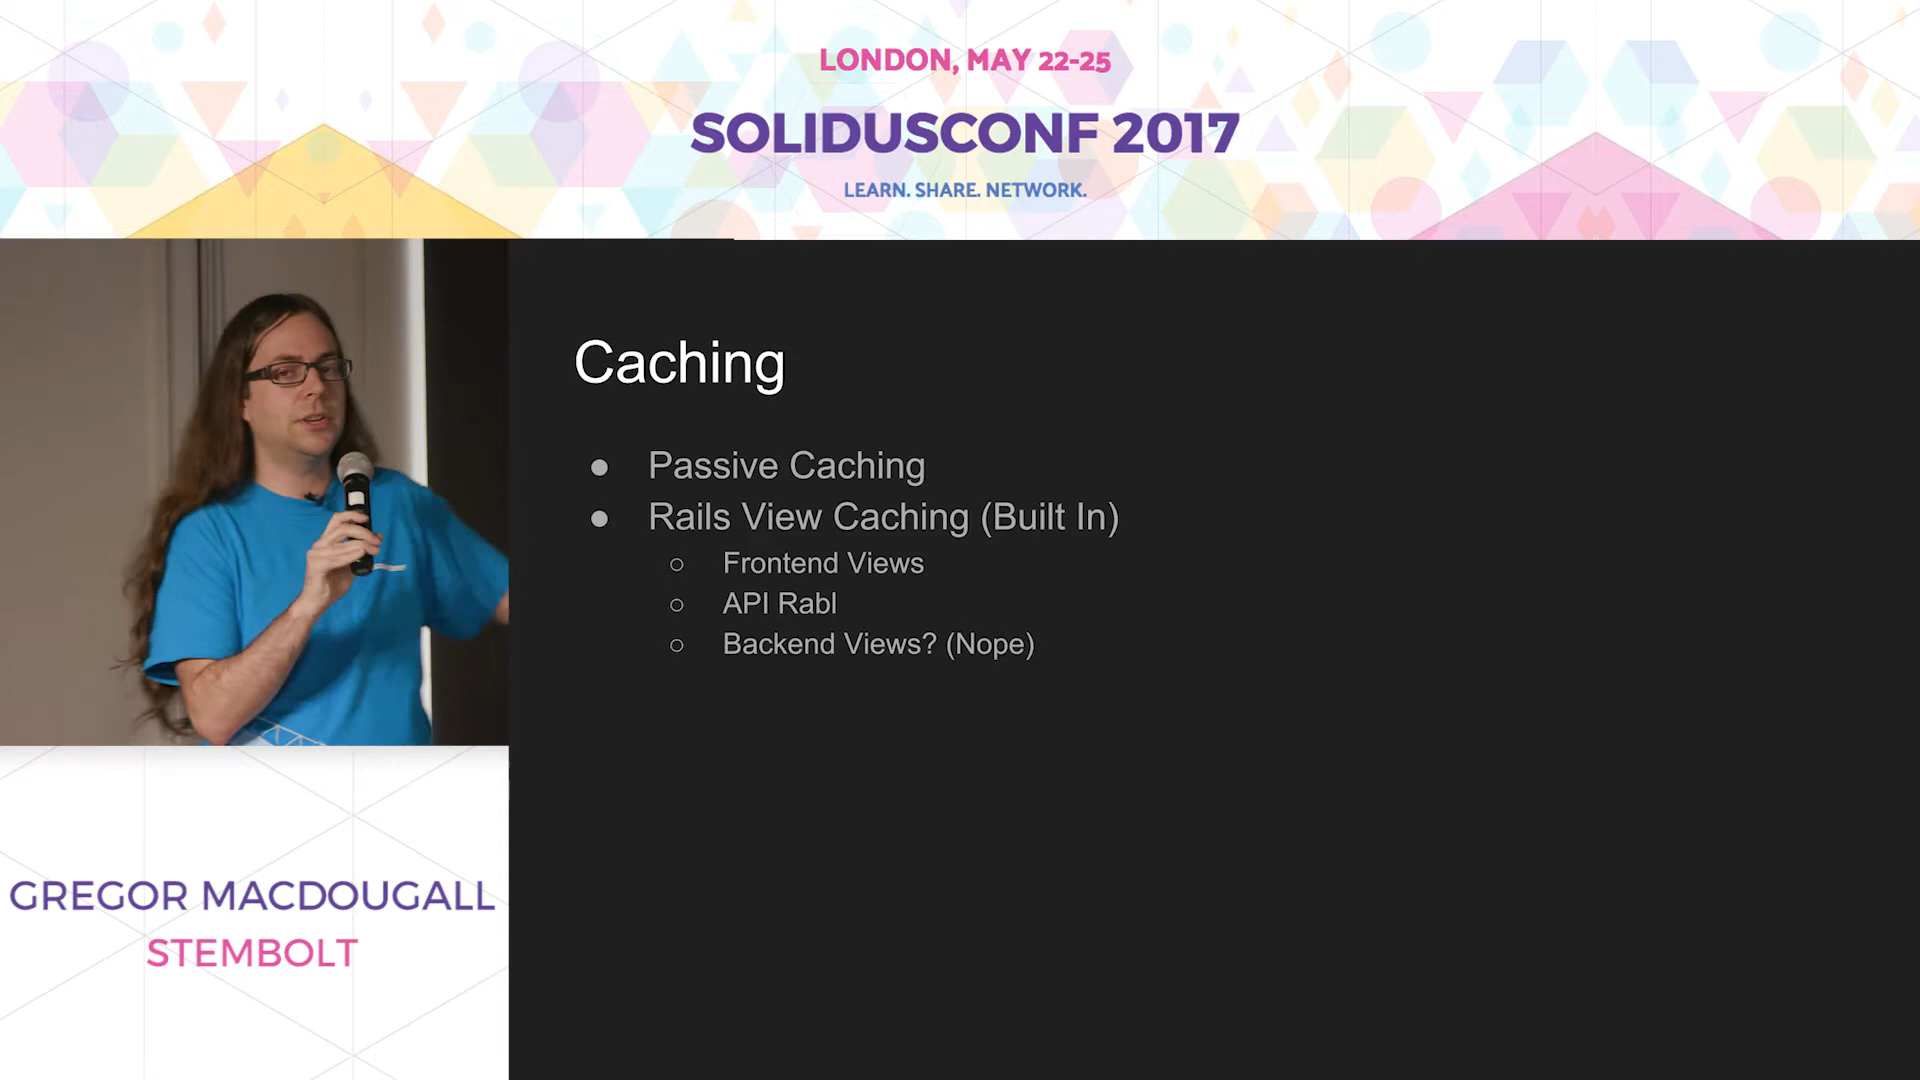 LONDON, MAY 22-25
SOLIDUSCONF 2017
LEARN. SHARE. NETWORK.
Caching
● Passive Caching
● Rails View Caching (Built In)
○ Frontend Views
○ API Rabl
○ Backend Views? (Nope)
GREGOR MACDOUGALL
STEMBOLT